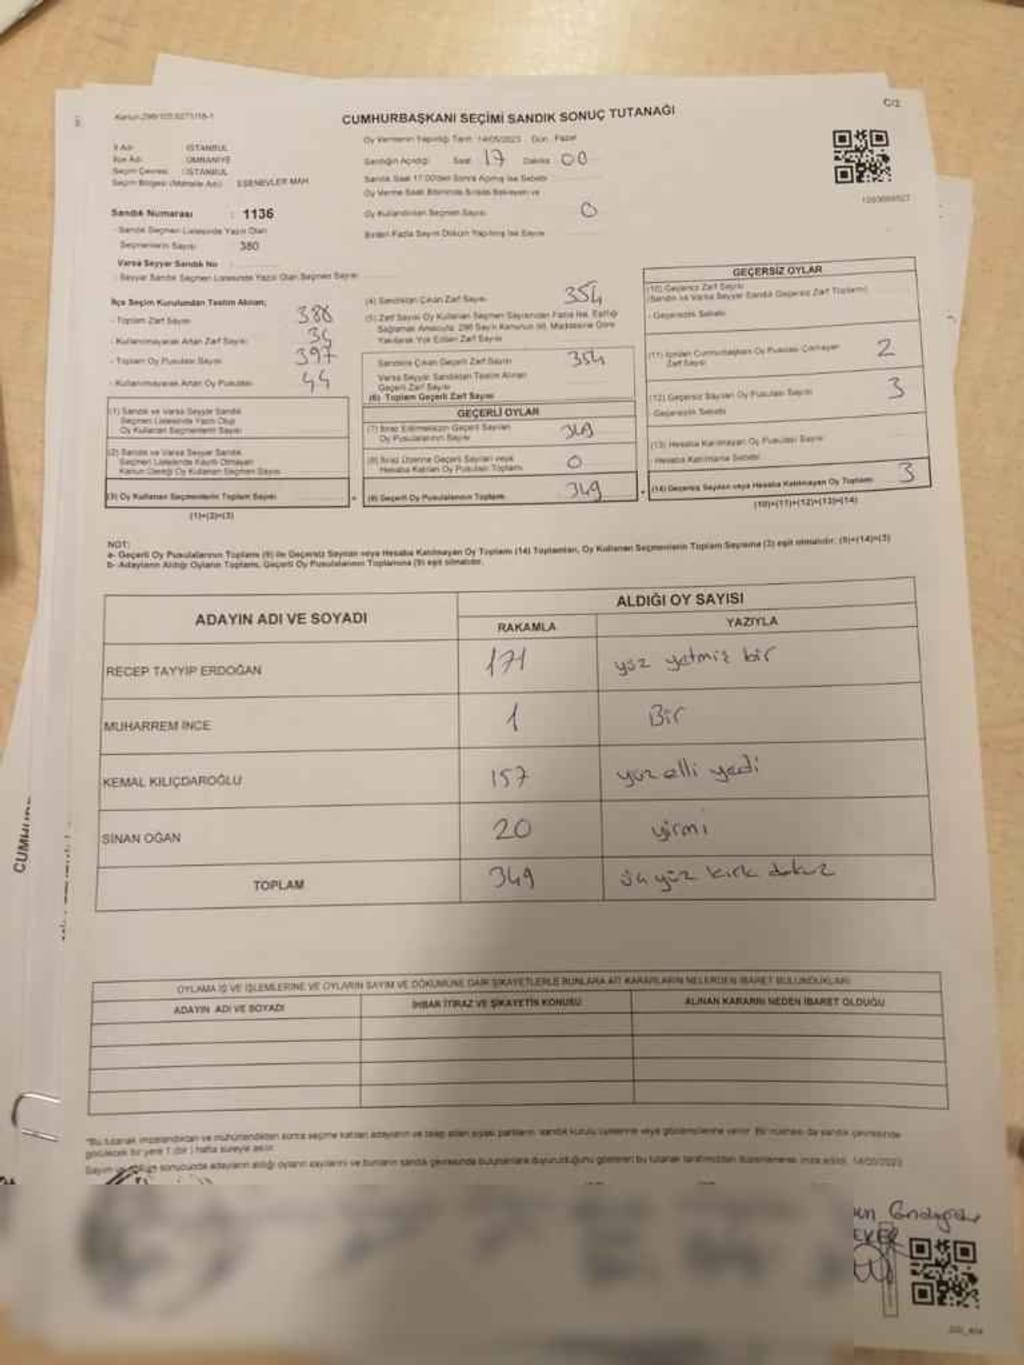 C/2
Kanun:298/105:6271/18-1
CUMHURBAŞKANI SEÇİMİ SANDIK SONUÇ TUTANAĞI
İl Adı : İSTANBUL
İlçe Adı : ÜMRANİYE
Seçim Çevresi : İSTANBUL
Seçim Bölgesi (Mahalle Adı) : ESENEVLER MAH
Oy Vermenin Yapıldığı Tarih : 14/05/2023 Gün : Pazar
Sandığın Açıldığı Saat 17 Dakika 00
Sandık Saat 17.00'den Sonra Açılmış İse Sebebi
Oy Verme Saati Bitiminde Sırada Bekleyen ve
Oy Kullandırılan Seçmen Sayısı 0
Birden Fazla Sayım Döküm Yapılmış İse Sayısı
Sandık Numarası : 1136
- Sandık Seçmen Listesinde Yazılı Olan
Seçmenlerin Sayısı 380
Varsa Seyyar Sandık No
- Seyyar Sandık Seçmen Listesinde Yazılı Olan Seçmen Sayısı
İlçe Seçim Kurulundan Teslim Alınan;
- Toplam Zarf Sayısı
- Kullanılmayarak Artan Zarf Sayısı
- Toplam Oy Pusulası Sayısı 397
- Kullanılmayarak Artan Oy Pusulası 44
(1) Sandık ve Varsa Seyyar Sandık
Seçmen Listesinde Yazılı Olup
Oy Kullanan Seçmenlerin Sayısı
(2) Sandık ve Varsa Seyyar Sandık
Seçmen Listesinde Kayıtlı Olmayan
Kanun Gereği Oy Kullanan Seçmen Sayısı
(3) Oy Kullanan Seçmenlerin Toplam Sayısı
(1)+(2)=(3)
(4) Sandıktan Çıkan Zarf Sayısı 354
(5) Zarf Sayısı Oy Kullanan Seçmen Sayısından Fazla İse, Eşitliği
Sağlamak Amacıyla 298 Sayılı Kanunun 98. Maddesine Göre
Yakılarak Yok Edilen Zarf Sayısı
Sandıkta Çıkan Geçerli Zarf Sayısı 354
Varsa Seyyar Sandıktan Teslim Alınan
Geçerli Zarf Sayısı
(6) Toplam Geçerli Zarf Sayısı
GEÇERLİ OYLAR
(7) İtiraz Edilmeksizin Geçerli Sayılan
Oy Pusulalarının Sayısı 349
(8) İtiraz Üzerine Geçerli Sayılan veya
Hesaba Katılan Oy Pusulası Toplamı 0
(9) Geçerli Oy Pusulalarının Toplamı 349
GEÇERSİZ OYLAR
(10) Geçersiz Zarf Sayısı
(Sandık ve Varsa Seyyar Sandık Geçersiz Zarf Toplamı)
- Geçersizlik Sebebi
(11) İçinden Cumhurbaşkanı Oy Pusulası Çıkmayan
Zarf Sayısı 2
(12) Geçersiz Sayılan Oy Pusulası Sayısı 3
- Geçersizlik Sebebi
(13) Hesaba Katılmayan Oy Pusulası Sayısı
- Hesaba Katılmama Sebebi
(14) Geçersiz Sayılan veya Hesaba Katılmayan Oy Toplamı 3
(10)+(11)+(12)+(13)=(14)
NOT:
a- Geçerli Oy Pusulalarının Toplamı (9) ile Geçersiz Sayılan veya Hesaba Katılmayan Oy Toplamı (14) Toplamları, Oy Kullanan Seçmenlerin Toplam Sayısına (3) eşit olmalıdır. (9)+(14)=(3)
b- Adayların Aldığı Oyların Toplamı, Geçerli Oy Pusulalarının Toplamına (9) eşit olmalıdır.
ADAYIN ADI VE SOYADI ALDIĞI OY SAYISI
RAKAMLA YAZIYLA
RECEP TAYYİP ERDOĞAN 171 yüz yetmiş bir
MUHARREM İNCE 1 Bir
KEMAL KILIÇDAROĞLU 157 yüz elli yedi
SİNAN OĞAN 20 yirmi
TOPLAM 349 üç yüz kırk dokuz
OYLAMA İŞ VE İŞLEMLERİNE VE OYLARIN SAYIM VE DÖKÜMÜNE DAİR ŞİKAYETLERLE BUNLARA AİT KARARLARIN NELERDEN İBARET BULUNDUKLARI
ADAYIN ADI VE SOYADI İHBAR İTİRAZ VE ŞİKAYETİN KONUSU ALINAN KARARIN NEDEN İBARET OLDUĞU
*Bu tutanak imzalandıktan ve mühürlendikten sonra seçime katılan adayların ve talep eden siyasi partilerin sandık kurulu üyelerine veya gözlemcilerine verilir. Bir nüshası da sandık çevresinde
görülecek bir yere 1 (bir) hafta süreyle asılır.
Sayım ve döküm sonucunda adayların aldığı oyların sayılarını ve bunların sandık çevresinde bulunanlara duyurulduğunu gösteren bu tutanak tarafımızdan düzenlenerek imza edildi. 14/05/2023
CUMHUR